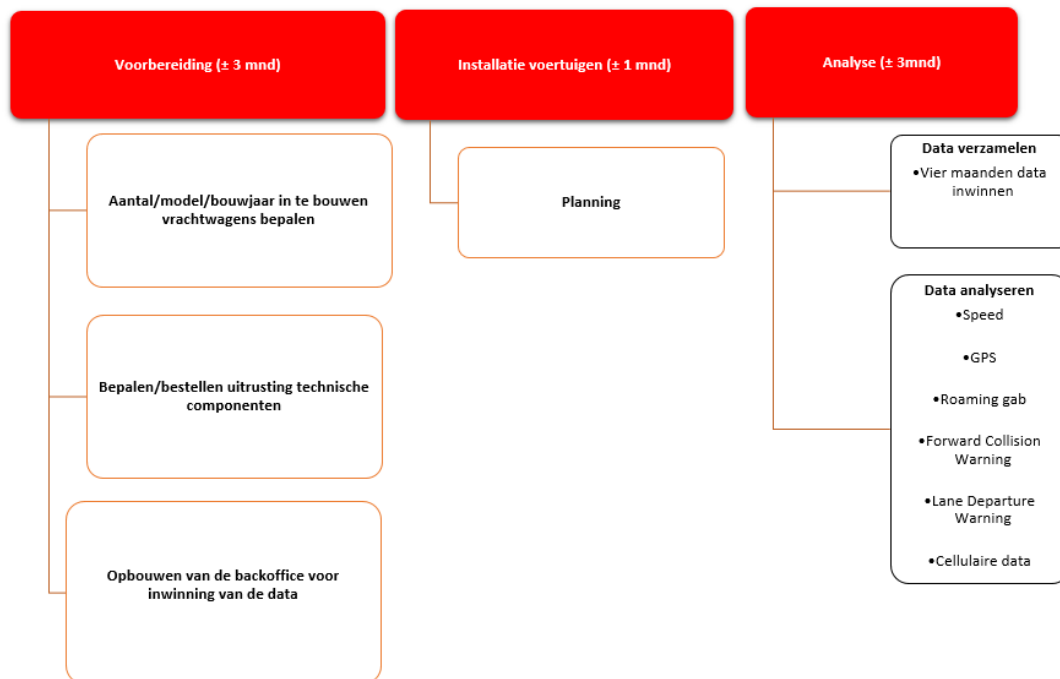 Voorbereiding (± 3 mnd)
Aantal/model/bouwjaar in te bouwen
vrachtwagens bepalen
Bepalen/bestellen uitrusting technische
componenten
Opbouwen van de backoffice voor
inwinning van de data
Installatie voertuigen (± 1 mnd)
Planning
Analyse (± 3mnd)
Data verzamelen
•Vier maanden data
inwinnen
Data analyseren
•Speed
•GPS
•Roaming gab
•Forward Collision
Warning
•Lane Departure
Warning
•Cellulaire data